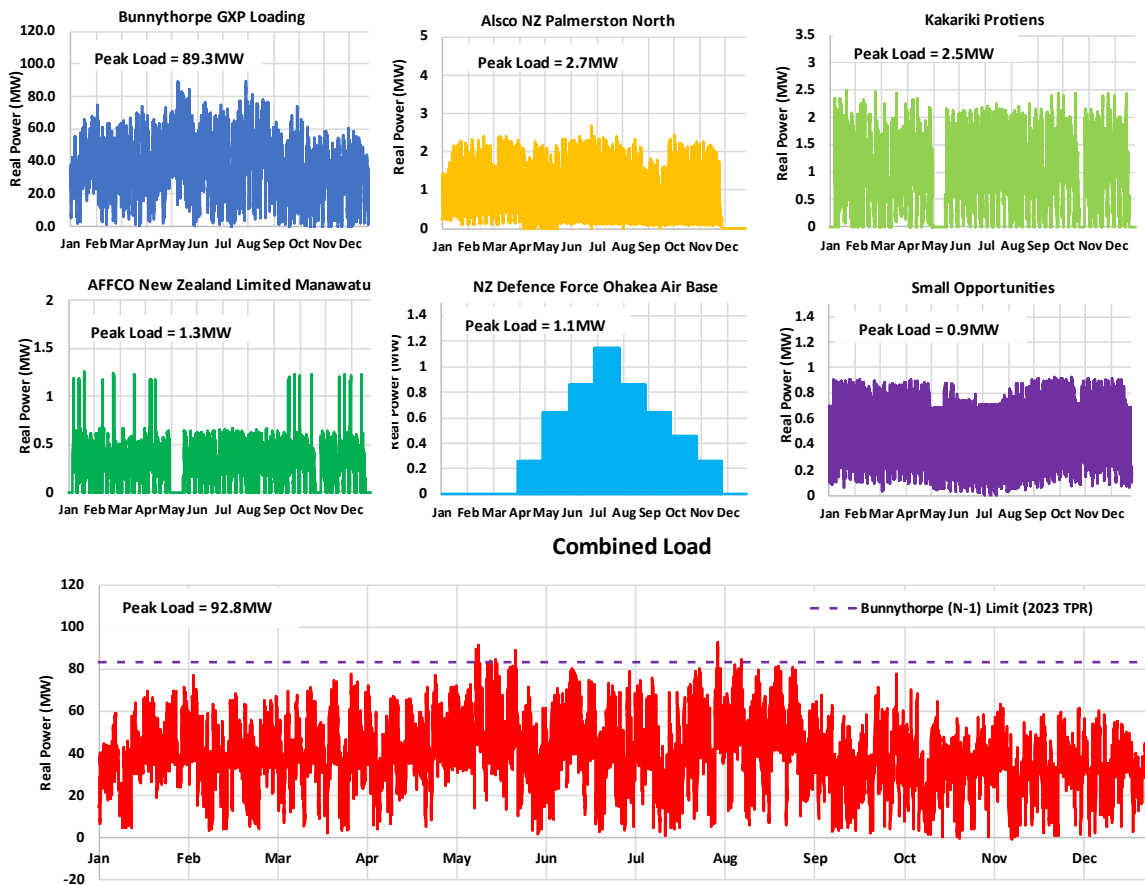 Bunnythorpe GXP Loading
Peak Load = 89.3MW
Real Power (MW)
120.0
100.0
80.0
60.0
40.0
20.0
0.0
Jan Feb Mar Apr May Jun Jul Aug Sep Oct Nov Dec
Alsco NZ Palmerston North
Peak Load = 2.7MW
Real Power (MW)
5
4
3
2
1
0
Jan Feb Mar Apr May Jun Jul Aug Sep Oct Nov Dec
Kakariki Protiens
Peak Load = 2.5MW
Real Power (MW)
3.5
3
2.5
2
1.5
1
0.5
0
Jan Feb Mar Apr May Jun Jul Aug Sep Oct Nov Dec
AFFCO New Zealand Limited Manawatu
Peak Load = 1.3MW
Real Power (MW)
2
1.5
1
0.5
0
Jan Feb Mar Apr May Jun Jul Aug Sep Oct Nov Dec
NZ Defence Force Ohakea Air Base
Peak Load = 1.1MW
Real Power (MW)
1.4
1.2
1
0.8
0.6
0.4
0.2
0
Jan Feb Mar Apr May Jun Jul Aug Sep Oct Nov Dec
Small Opportunities
Peak Load = 0.9MW
Real Power (MW)
1.4
1.2
1
0.8
0.6
0.4
0.2
0
Jan Feb Mar Apr May Jun Jul Aug Sep Oct Nov Dec
Combined Load
Peak Load = 92.8MW
Bunnythorpe (N-1) Limit (2023 TPR)
Real Power (MW)
120
100
80
60
40
20
0
-20
Jan Feb Mar Apr May Jun Jul Aug Sep Oct Nov Dec